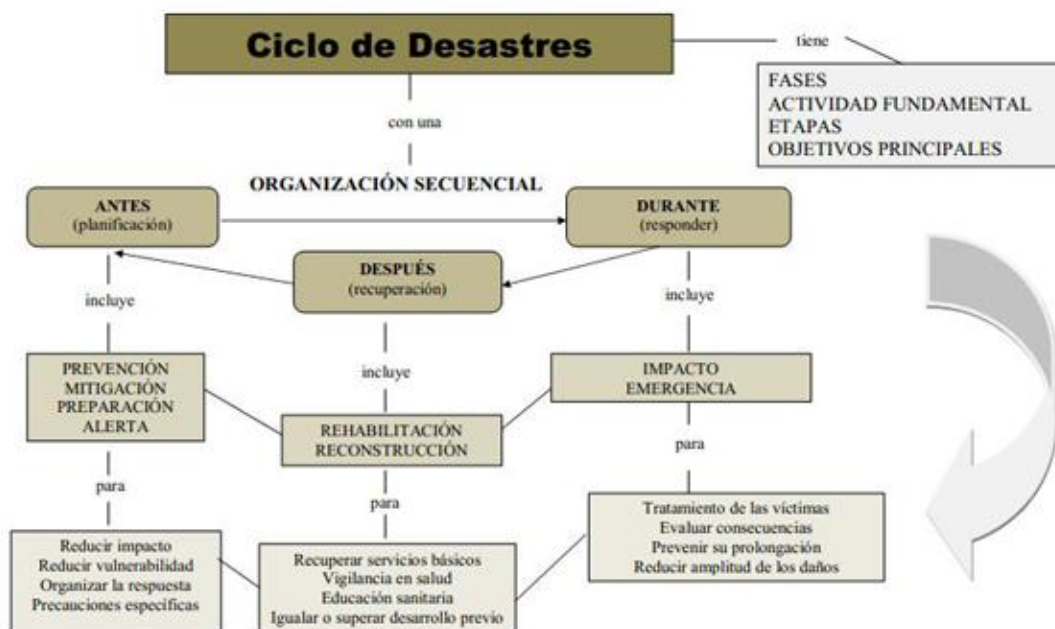 Ciclo de Desastres
tiene
FASES
ACTIVIDAD FUNDAMENTAL
ETAPAS
OBJETIVOS PRINCIPALES
con una
ORGANIZACIÓN SECUENCIAL
ANTES
(planificación)
DURANTE
(responder)
DESPUÉS
(recuperación)
incluye
incluye
incluye
PREVENCIÓN
MITIGACIÓN
PREPARACIÓN
ALERTA
IMPACTO
EMERGENCIA
REHABILITACIÓN
RECONSTRUCCIÓN
para
para
para
Reducir impacto
Reducir vulnerabilidad
Organizar la respuesta
Precauciones específicas
Recuperar servicios básicos
Vigilancia en salud
Educación sanitaria
Igualar o superar desarrollo previo
Tratamiento de las víctimas
Evaluar consecuencias
Prevenir su prolongación
Reducir amplitud de los daños